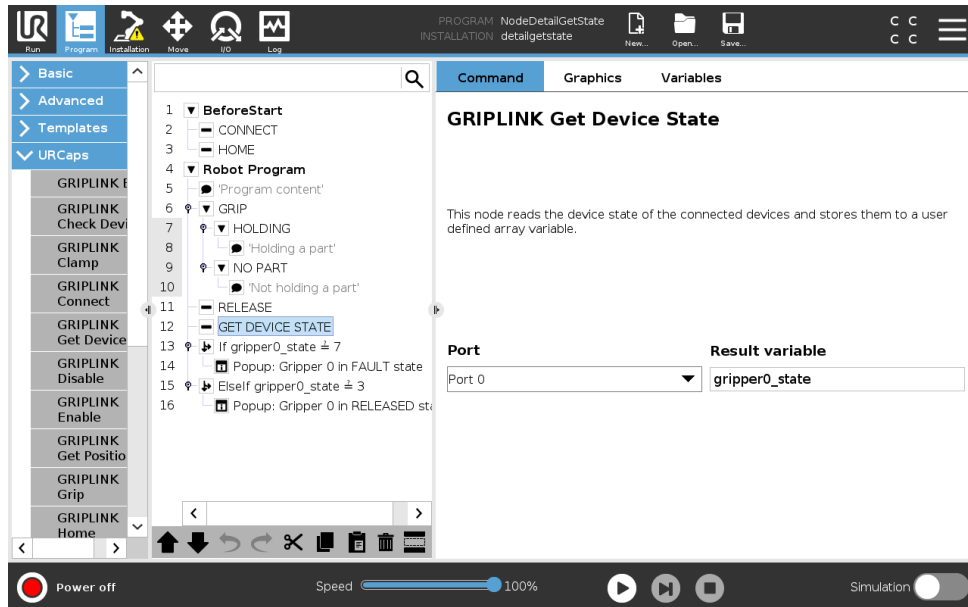 PROGRAM NodeDetailGetState
INSTALLATION detailgetstate
Run
Program
Installation
Move
I/O
Log
New...
Open...
Save...
C C
C C
Basic
Advanced
Templates
URCaps
GRIPLINK
GRIPLINK
Check Devi
GRIPLINK
Clamp
GRIPLINK
Connect
GRIPLINK
Get Device
GRIPLINK
Disable
GRIPLINK
Enable
GRIPLINK
Get Positio
GRIPLINK
Grip
GRIPLINK
Home
1 BeforeStart
2 CONNECT
3 HOME
4 Robot Program
5 'Program content'
6 GRIP
7 HOLDING
8 'Holding a part'
9 NO PART
10 'Not holding a part'
11 RELEASE
12 GET DEVICE STATE
13 If gripper0_state ≟ 7
14 Popup: Gripper 0 in FAULT state
15 ElseIf gripper0_state ≟ 3
16 Popup: Gripper 0 in RELEASED sta
Command
Graphics
Variables
GRIPLINK Get Device State
This node reads the device state of the connected devices and stores them to a user
defined array variable.
Port
Result variable
Port 0
gripper0_state
Power off
Speed
100%
Simulation